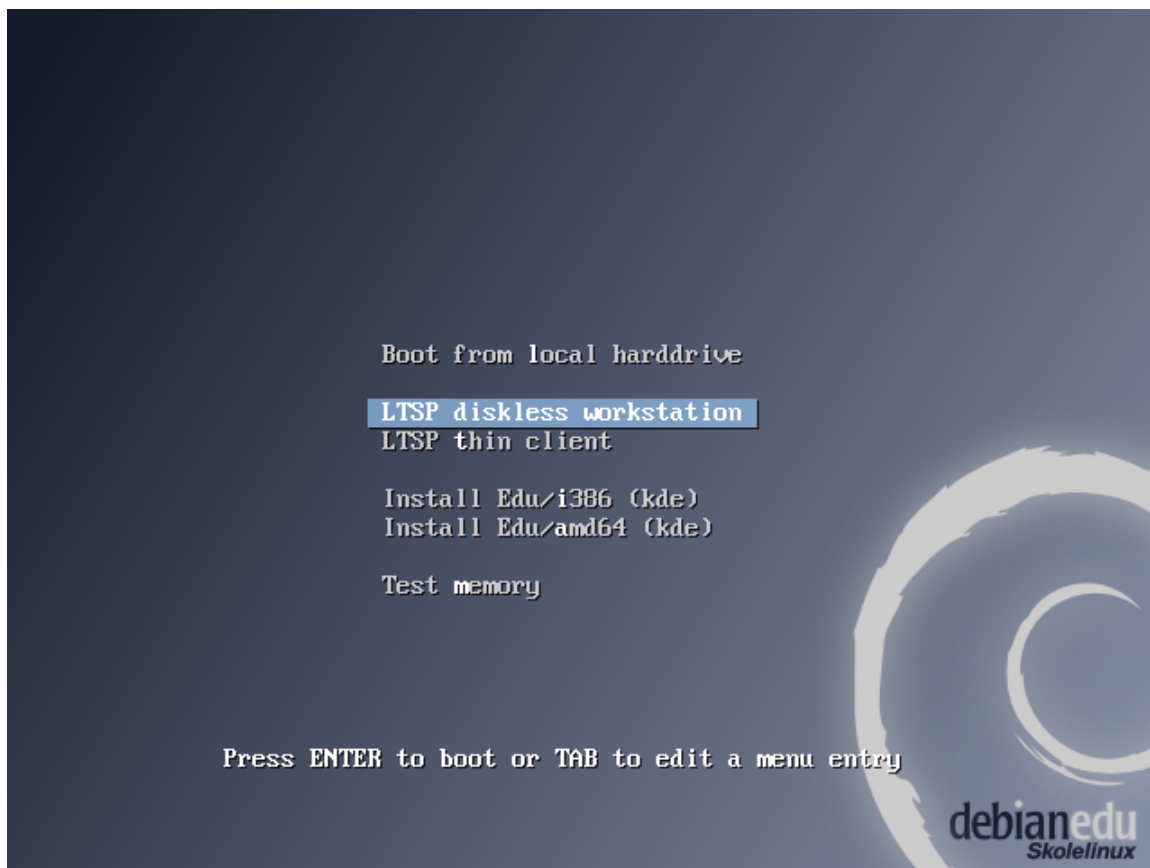 Boot from local harddrive
LTSP diskless workstation
LTSP thin client
Install Edu/i386 (kde)
Install Edu/amd64 (kde)
Test memory
Press ENTER to boot or TAB to edit a menu entry
debianedu
Skolelinux